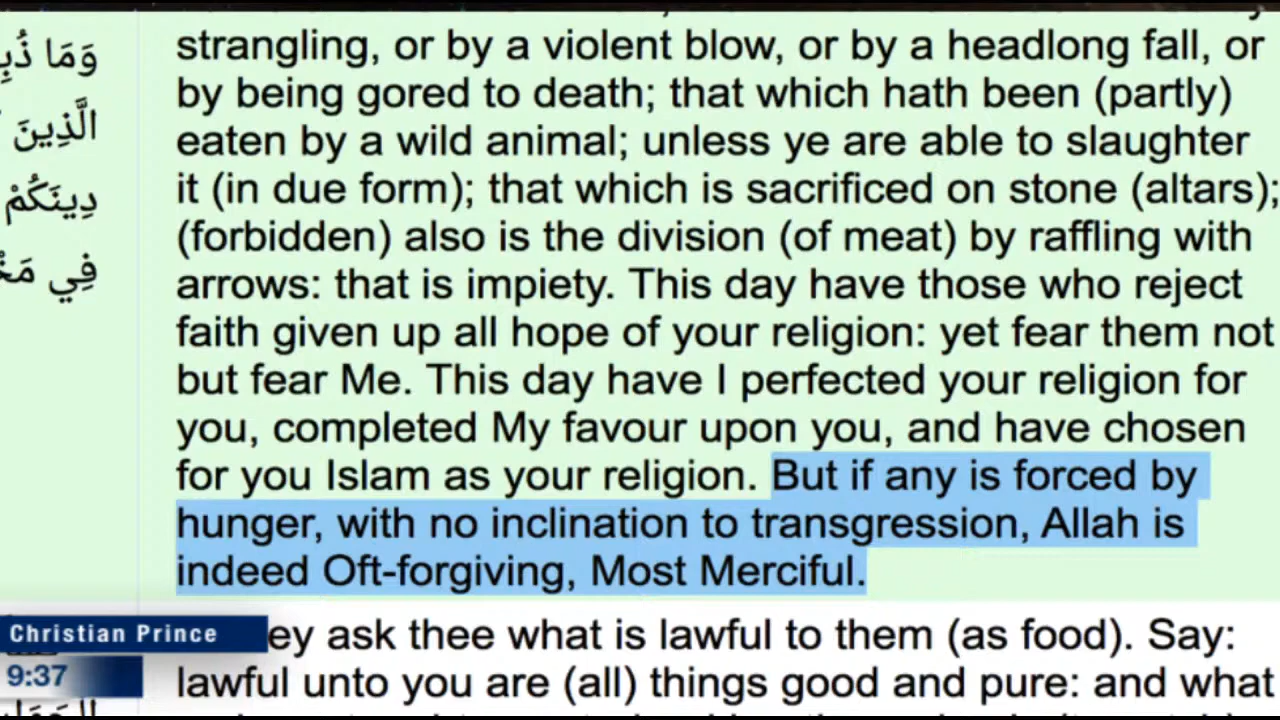 strangling, or by a violent blow, or by a headlong fall, or
by being gored to death; that which hath been (partly)
eaten by a wild animal; unless ye are able to slaughter
it (in due form); that which is sacrificed on stone (altars);
(forbidden) also is the division (of meat) by raffling with
arrows: that is impiety. This day have those who reject
faith given up all hope of your religion: yet fear them not
but fear Me. This day have I perfected your religion for
you, completed My favour upon you, and have chosen
for you Islam as your religion. But if any is forced by
hunger, with no inclination to transgression, Allah is
indeed Oft-forgiving, Most Merciful.
ey ask thee what is lawful to them (as food). Say:
lawful unto you are (all) things good and pure: and what
وَمَا
الَّذِينَ
دِينَكُمْ
فِي
Christian Prince
9:37